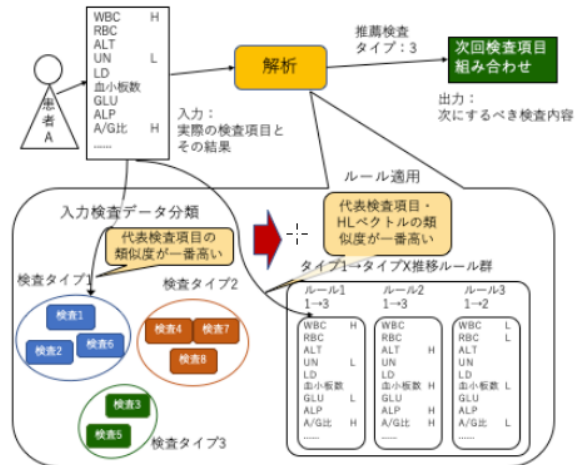 WBC H
RBC
ALT
UN L
LD
血小板数
GLU
ALP
A/G比 H
......
患者A
解析
推薦検査
タイプ：3
次回検査項目
組み合わせ
入力：
実際の検査項目と
その結果
出力：
次にするべき検査内容
ルール適用
入力検査データ分類
代表検査項目の
類似度が一番高い
代表検査項目・
HLベクトルの類
似度が一番高い
検査タイプ1
検査1
検査2
検査6
検査タイプ2
検査4
検査7
検査8
検査3
検査5
検査タイプ3
タイプ1→タイプX推移ルール群
ルール1
1→3
WBC H
RBC
ALT
UN L
LD
血小板数
GLU L
ALP
A/G比 H
......
ルール2
1→3
WBC
RBC
ALT H
UN
LD
血小板数 H
GLU
ALP H
A/G比 H
......
ルール3
1→2
WBC L
RBC L
ALT
UN
LD
血小板数 L
GLU
ALP
A/G比 L
......